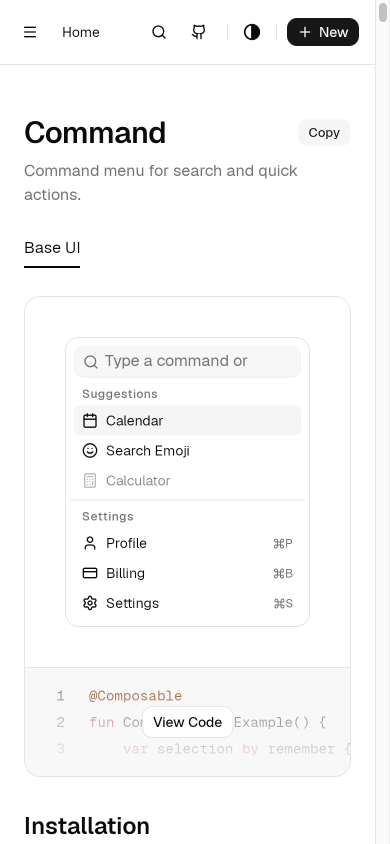 Home
New
Command
Copy
Command menu for search and quick
actions.
Base UI
Type a command or
Suggestions
Calendar
Search Emoji
Calculator
Settings
Profile ⌘P
Billing ⌘B
Settings ⌘S
1 @Composable
2 fun Example() {
View Code
3 var selection by remember {
Installation